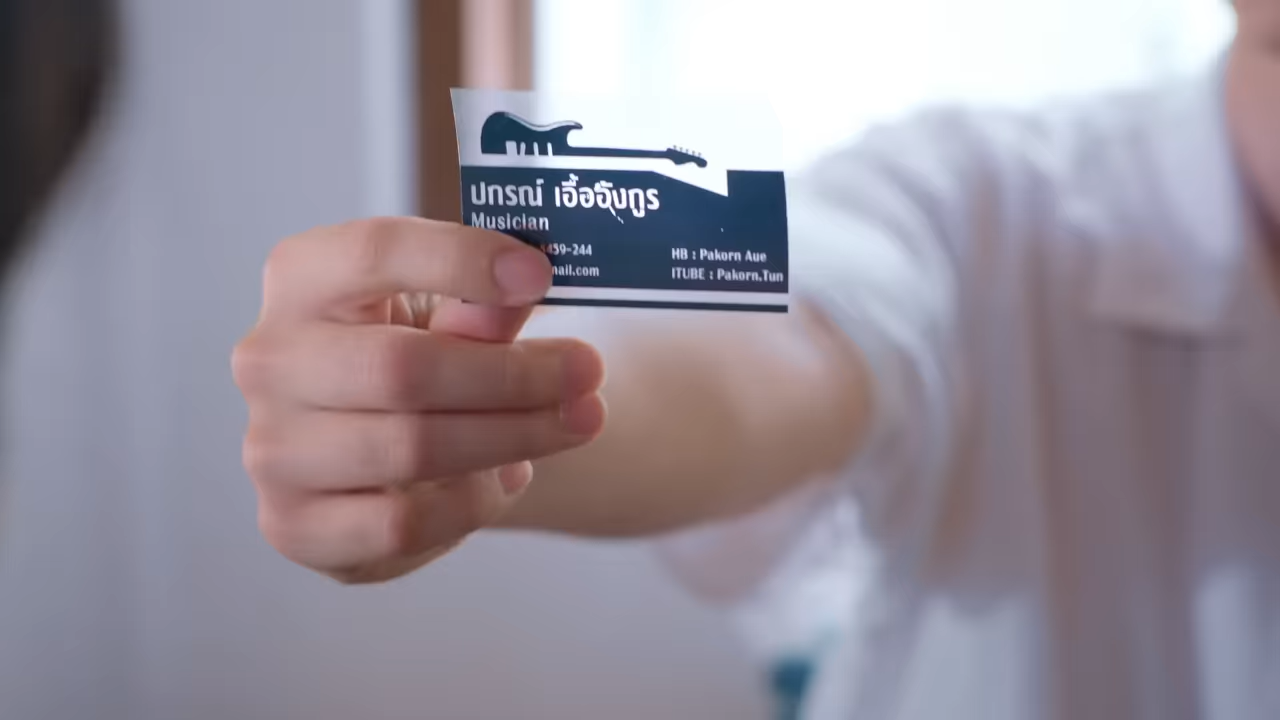 ปกรณ์ เอื้ออังกูร
Musician
459-244
nail.com
HB : Pakorn Aue
ITUBE : Pakorn.Tun